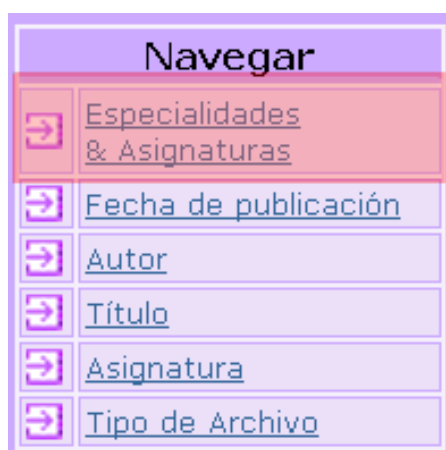 Navegar
Especialidades
& Asignaturas
Fecha de publicación
Autor
Título
Asignatura
Tipo de Archivo